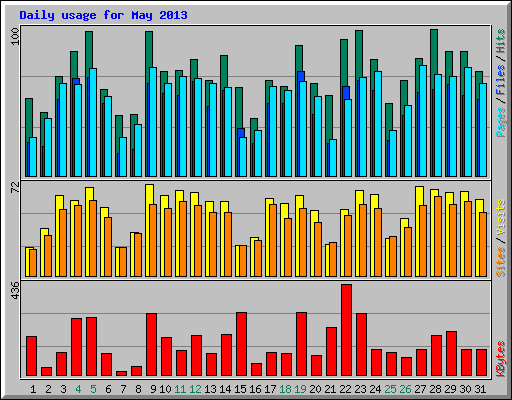 Daily usage for May 2013
100
Pages / Files / Hits
72
Sites / Visits
436
KBytes
1 2 3 4 5 6 7 8 9 10 11 12 13 14 15 16 17 18 19 20 21 22 23 24 25 26 27 28 29 30 31